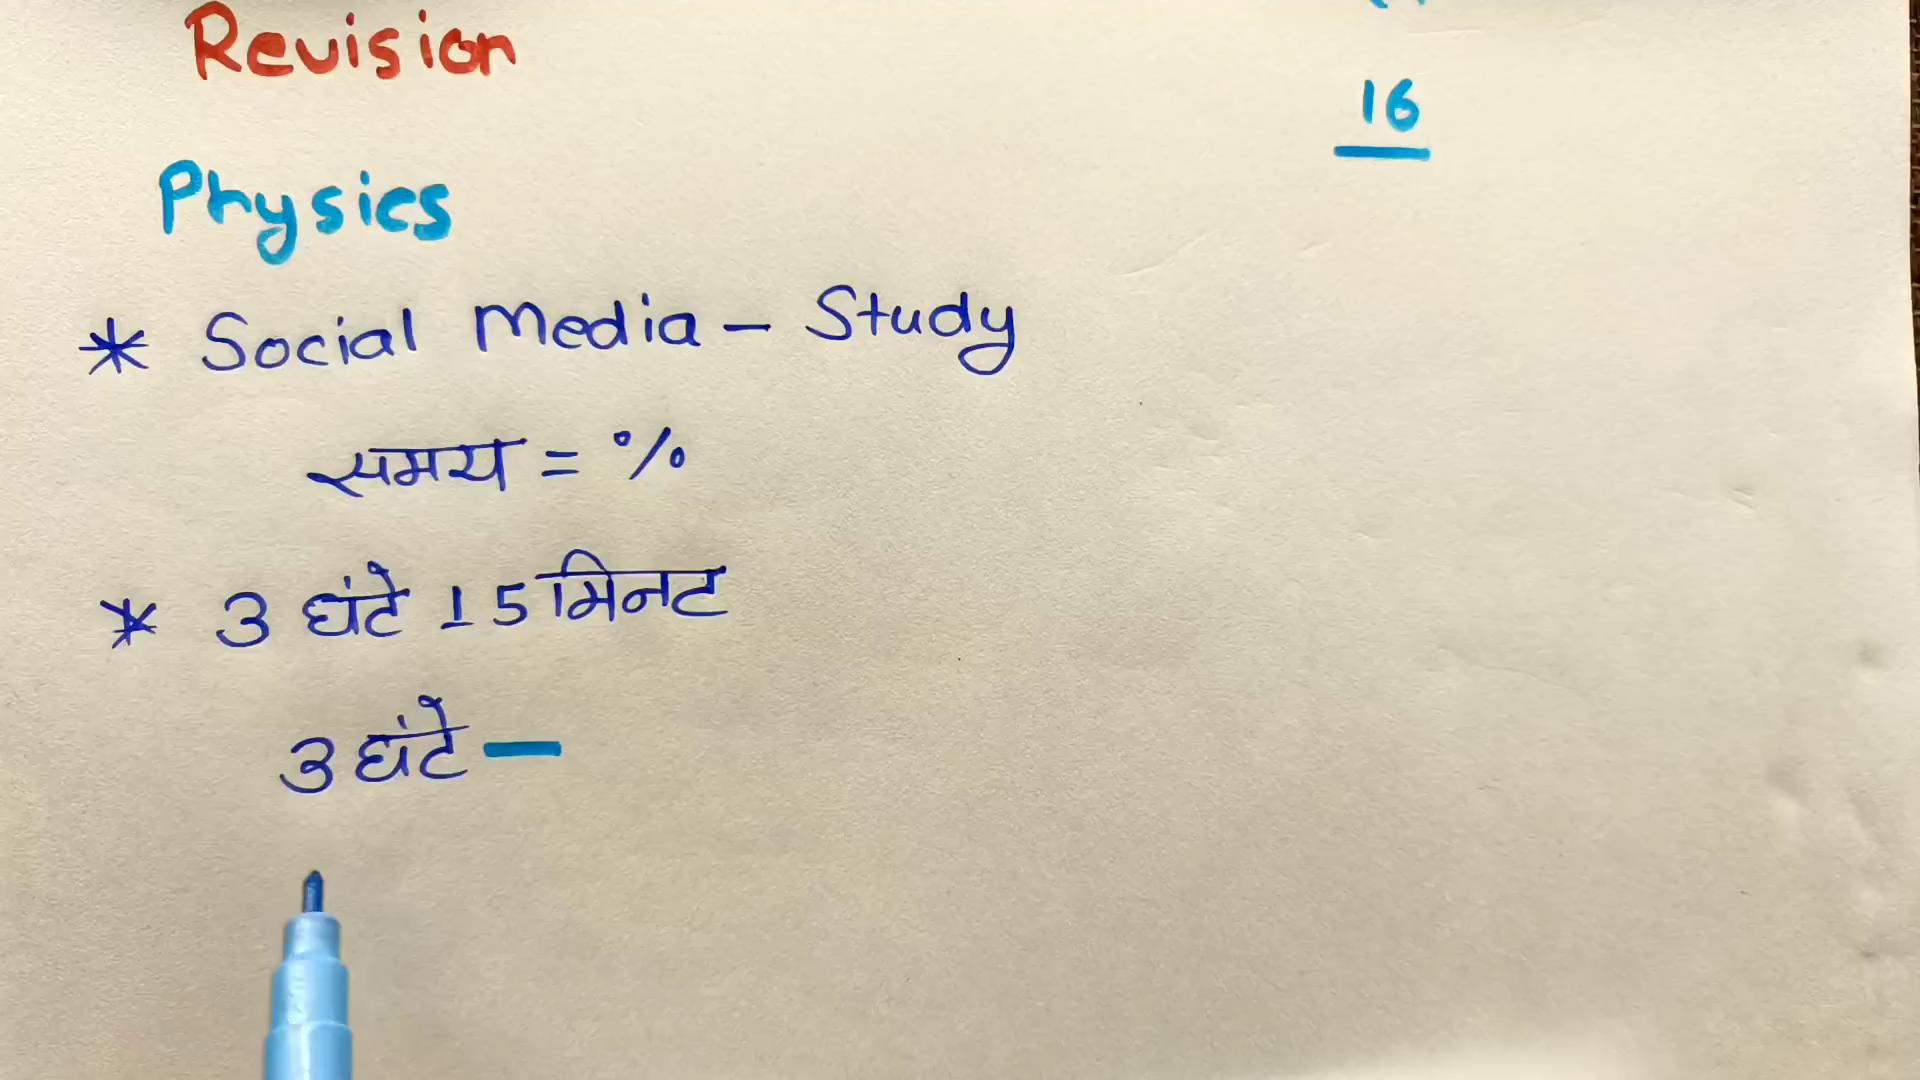 Revision
16
Physics
* Social Media - Study
समय = %
* 3 घंटे 15 मिनट
3 घंटे -